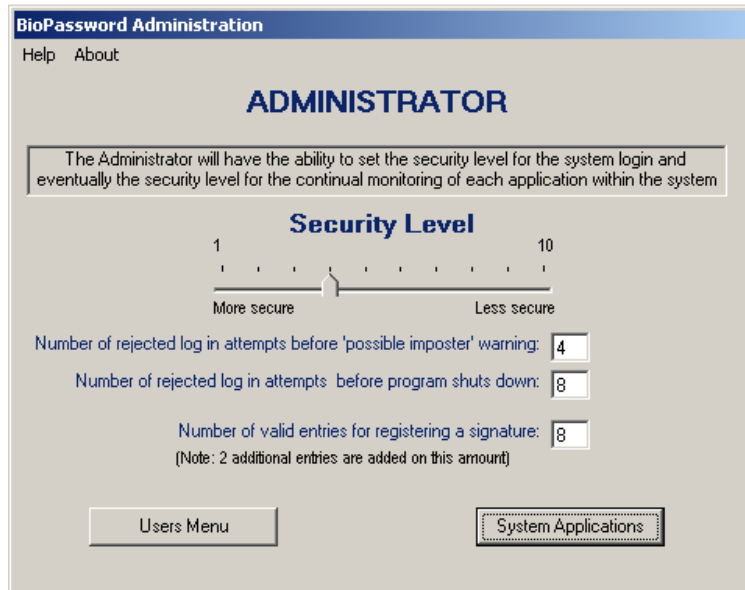 BioPassword Administration
Help About
ADMINISTRATOR
The Administrator will have the ability to set the security level for the system login and
eventually the security level for the continual monitoring of each application within the system
Security Level
1 10
More secure Less secure
Number of rejected log in attempts before 'possible imposter' warning: 4
Number of rejected log in attempts before program shuts down: 8
Number of valid entries for registering a signature: 8
(Note: 2 additional entries are added on this amount)
Users Menu System Applications